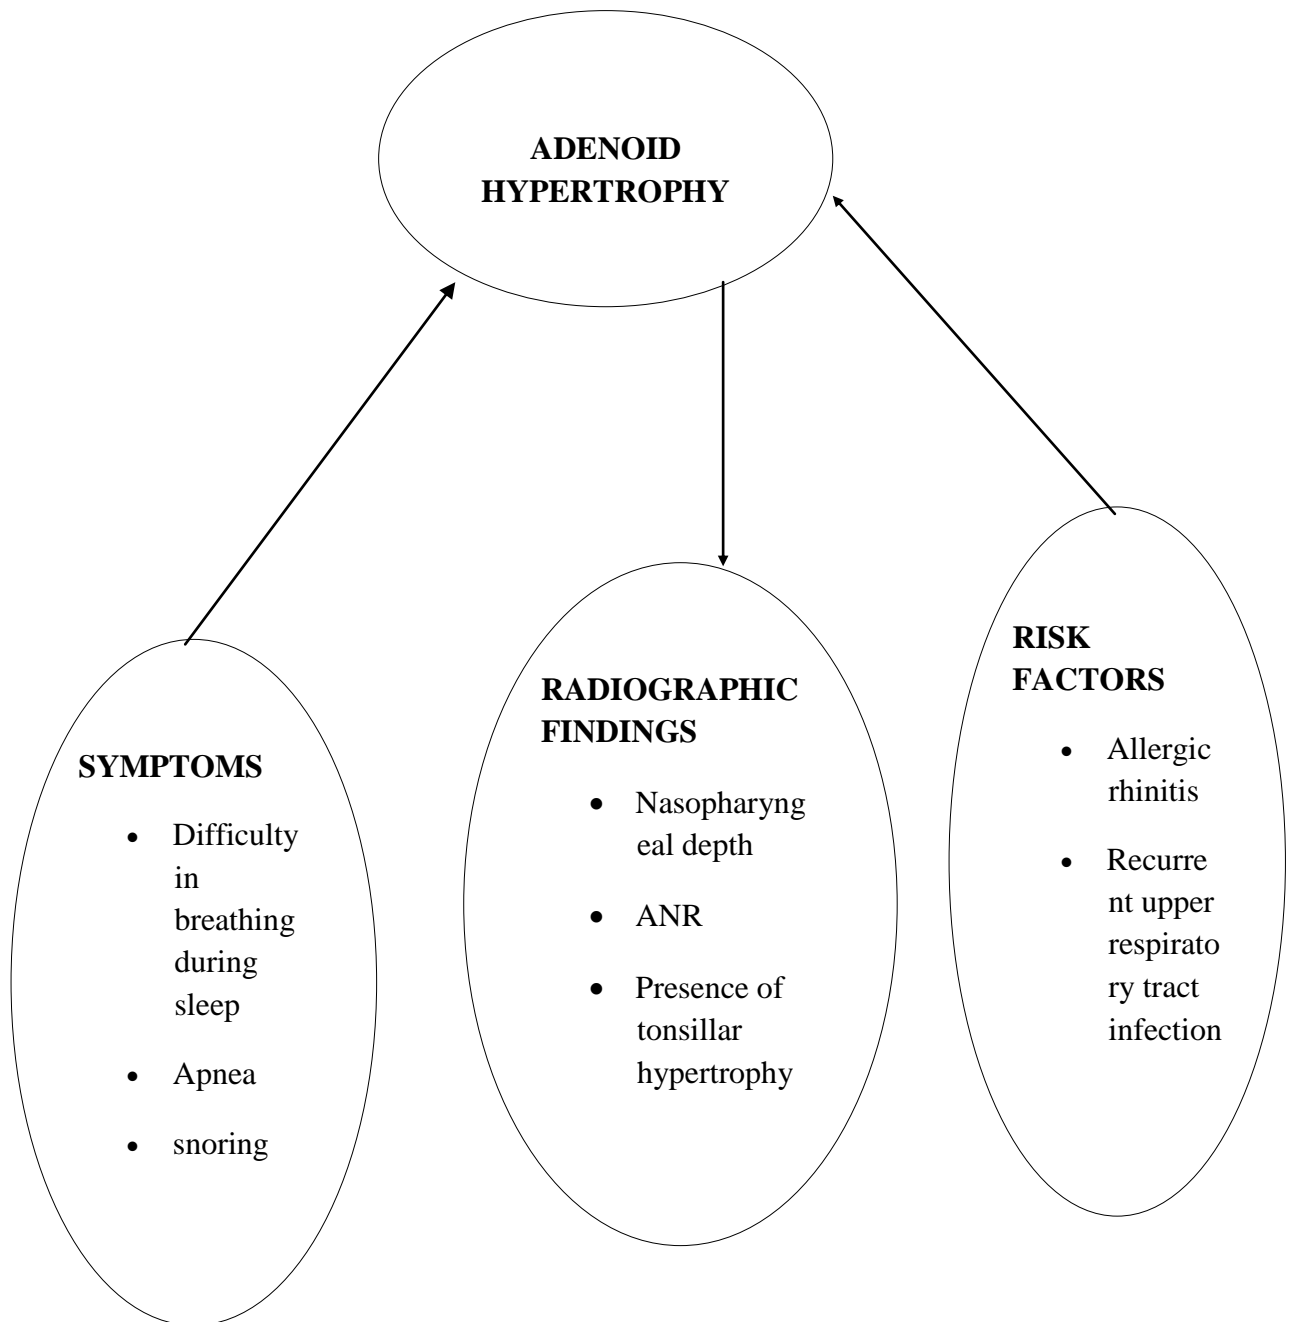 ADENOID
HYPERTROPHY
SYMPTOMS
• Difficulty
in
breathing
during
sleep
• Apnea
• snoring
RADIOGRAPHIC
FINDINGS
• Nasopharyng
eal depth
• ANR
• Presence of
tonsillar
hypertrophy
RISK
FACTORS
• Allergic
rhinitis
• Recurre
nt upper
respirato
ry tract
infection